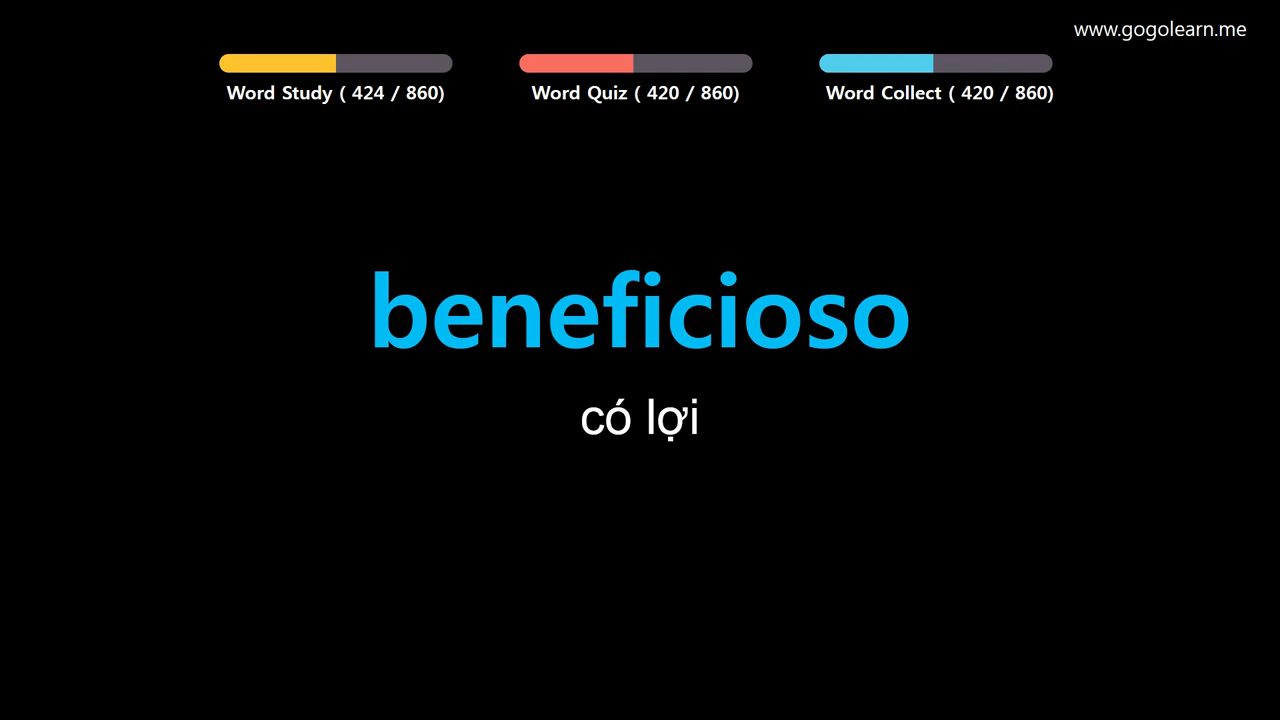 www.gogolearn.me
Word Study ( 424 / 860)
Word Quiz ( 420 / 860)
Word Collect ( 420 / 860)
beneficioso
có lợi